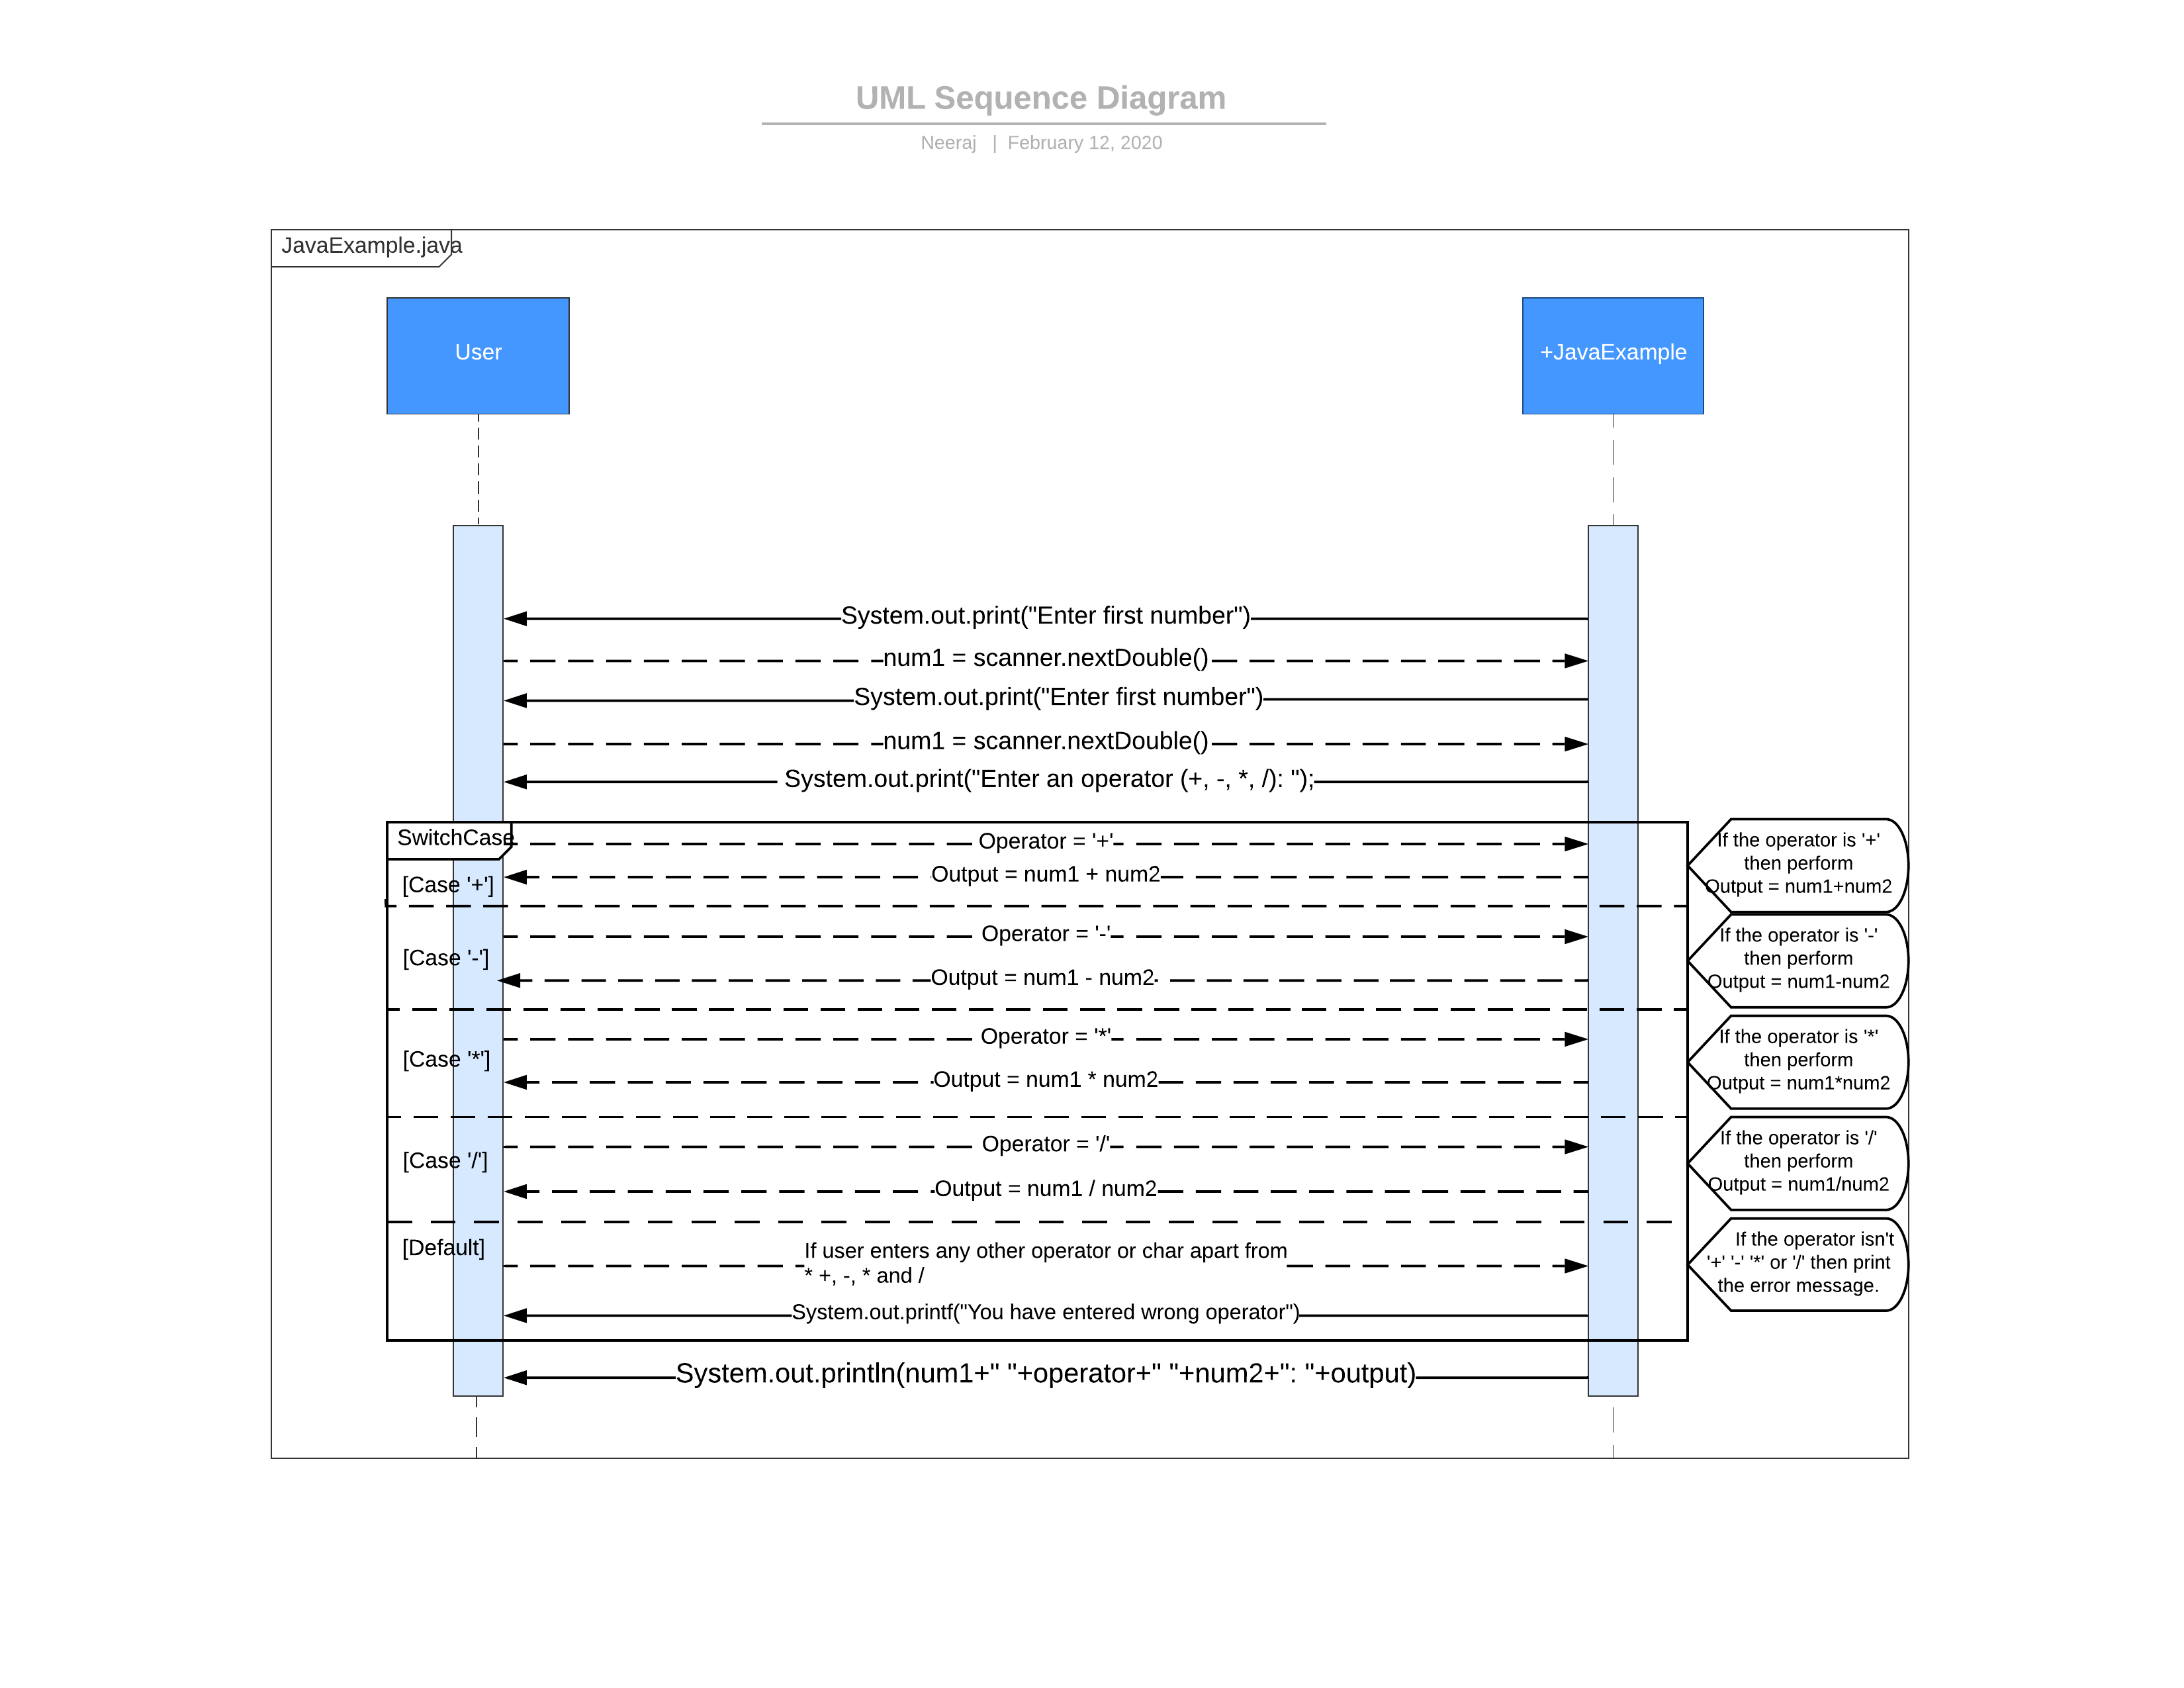 UML Sequence Diagram
Neeraj | February 12, 2020
JavaExample.java
User
+JavaExample
System.out.print("Enter first number")
num1 = scanner.nextDouble()
System.out.print("Enter first number")
num1 = scanner.nextDouble()
System.out.print("Enter an operator (+, -, *, /): ");
SwitchCase
Operator = '+'
Output = num1 + num2
[Case '+']
If the operator is '+'
then perform
Output = num1+num2
Operator = '-'
[Case '-']
Output = num1 - num2
If the operator is '-'
then perform
Output = num1-num2
Operator = '*'
[Case '*']
Output = num1 * num2
If the operator is '*'
then perform
Output = num1*num2
Operator = '/'
[Case '/']
Output = num1 / num2
If the operator is '/'
then perform
Output = num1/num2
[Default]
If user enters any other operator or char apart from
* +, -, * and /
System.out.printf("You have entered wrong operator")
If the operator isn't
'+' '-' '*' or '/' then print
the error message.
System.out.println(num1+" "+operator+" "+num2+": "+output)